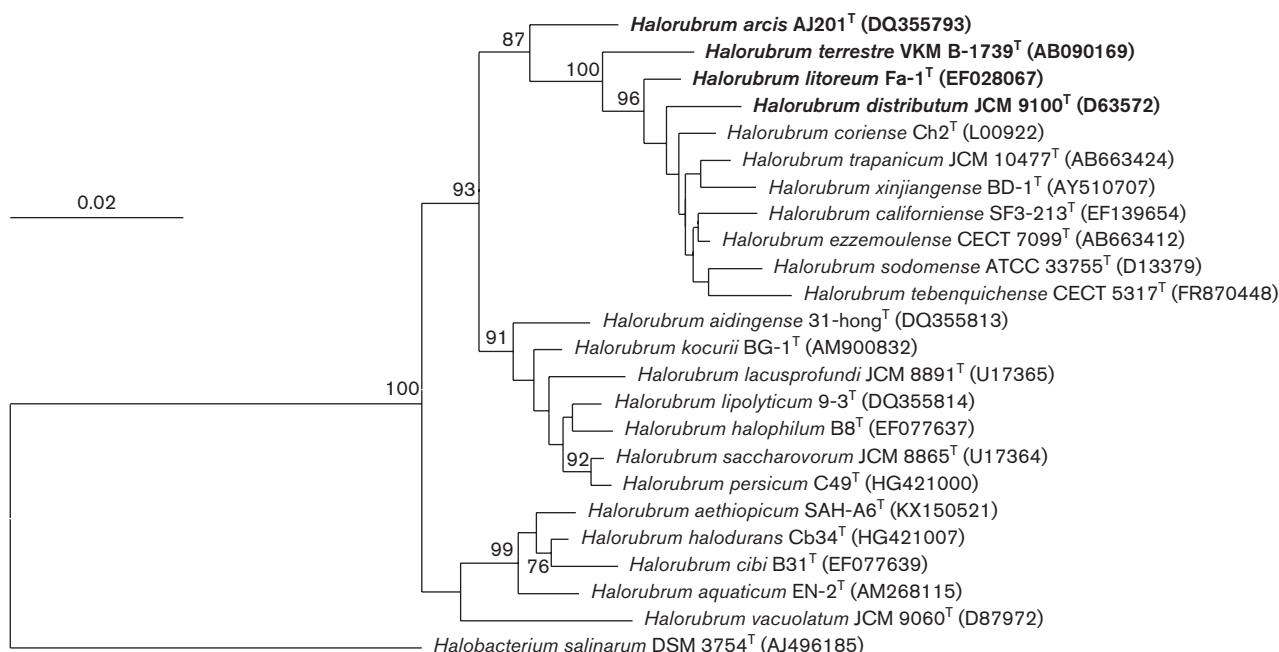 87
Halorubrum arcis AJ201T (DQ355793)
100
Halorubrum terrestre VKM B-1739T (AB090169)
96
Halorubrum litoreum Fa-1T (EF028067)
Halorubrum distributum JCM 9100T (D63572)
Halorubrum coriense Ch2T (L00922)
Halorubrum trapanicum JCM 10477T (AB663424)
93
Halorubrum xinjiangense BD-1T (AY510707)
0.02
Halorubrum californiense SF3-213T (EF139654)
Halorubrum ezzemoulense CECT 7099T (AB663412)
Halorubrum sodomense ATCC 33755T (D13379)
Halorubrum tebenquichense CECT 5317T (FR870448)
91
Halorubrum aidingense 31-hongT (DQ355813)
Halorubrum kocurii BG-1T (AM900832)
100
Halorubrum lacusprofundi JCM 8891T (U17365)
Halorubrum lipolyticum 9-3T (DQ355814)
Halorubrum halophilum B8T (EF077637)
92
Halorubrum saccharovorum JCM 8865T (U17364)
Halorubrum persicum C49T (HG421000)
Halorubrum aethiopicum SAH-A6T (KX150521)
99
Halorubrum halodurans Cb34T (HG421007)
76
Halorubrum cibi B31T (EF077639)
Halorubrum aquaticum EN-2T (AM268115)
Halorubrum vacuolatum JCM 9060T (D87972)
Halobacterium salinarum DSM 3754T (AJ496185)